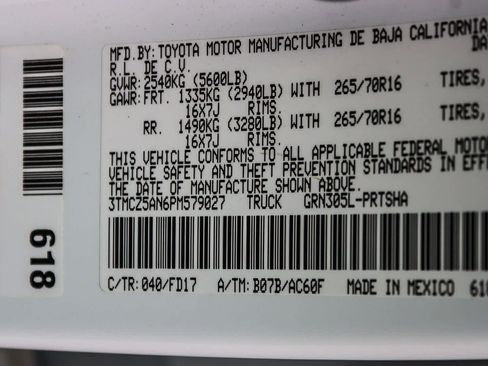 MFD.BY:TOYOTA MOTOR MANUFACTURING DE BAJA CALIFORNIA
DA
R.L. DE C.V.
GVWR: 2540KG (5600LB)
GAWR: FRT. 1335KG (2940LB) WITH 265/70R16 TIRES,
16X7J RIMS.
RR. 1490KG (3280LB) WITH 265/70R16 TIRES,
16X7J RIMS.
THIS VEHICLE CONFORMS TO ALL APPLICABLE FEDERAL MOTOR
VEHICLE SAFETY AND THEFT PREVENTION STANDARDS IN EFFE
THE DATE OF MANUFACTURE SHOWN ABOVE.
3TMCZ5AN6PM579027 TRUCK GRN305L-PRTSHA
C/TR: 040/FD17 A/TM: B07B/AC60F MADE IN MEXICO 618
618